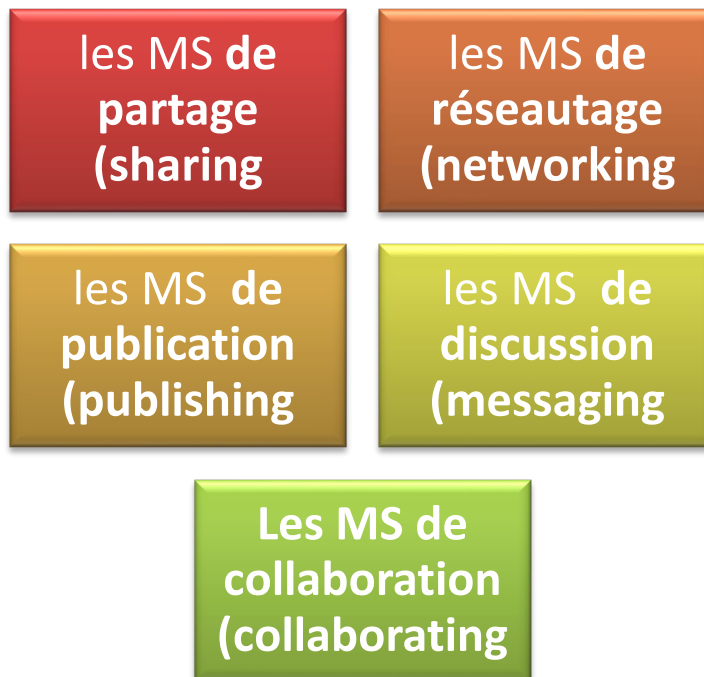 les MS de
partage
(sharing
les MS de
réseautage
(networking
les MS de
publication
(publishing
les MS de
discussion
(messaging
Les MS de
collaboration
(collaborating